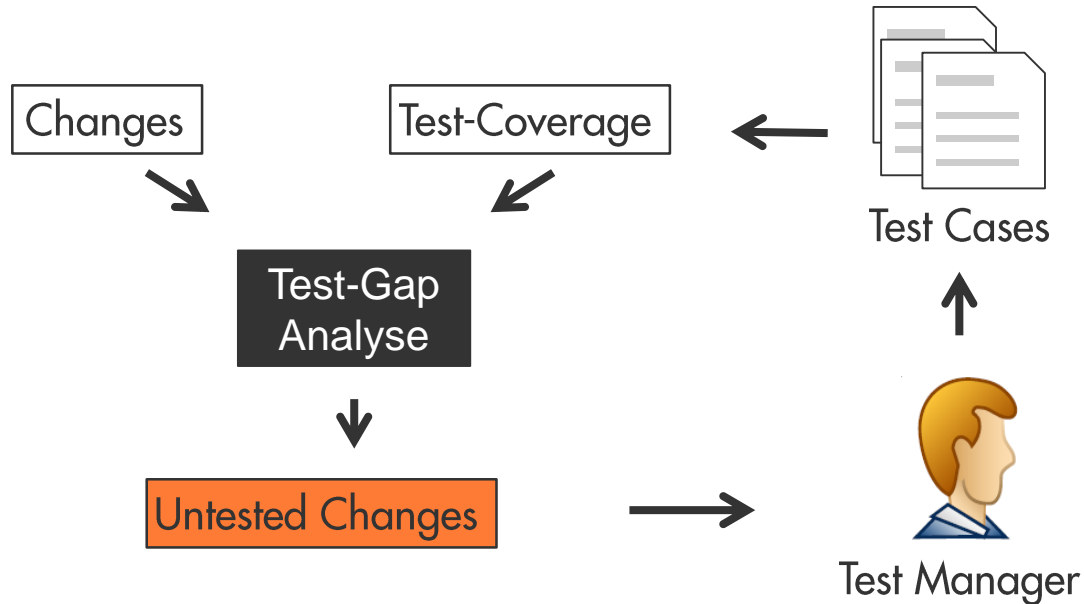 Changes
Test-Coverage
Test Cases
Test-Gap
Analyse
Untested Changes
Test Manager